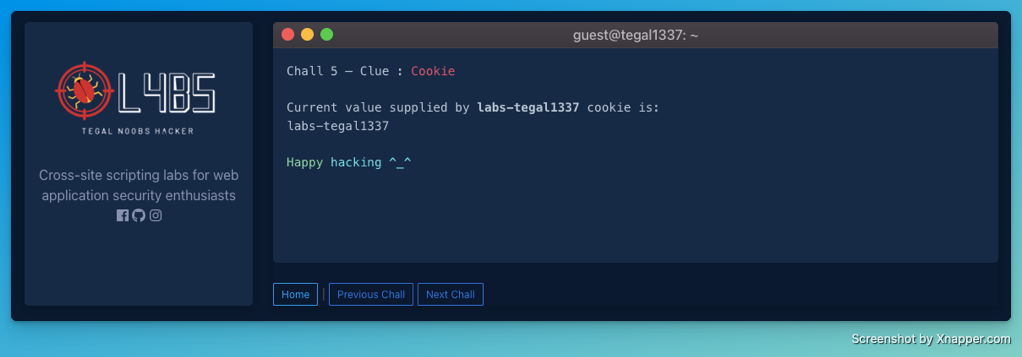 L4BS
TEGAL N00BS HACKER
Cross-site scripting labs for web
application security enthusiasts
guest@tegal1337: ~
Chall 5 – Clue : Cookie
Current value supplied by labs-tegal1337 cookie is:
labs-tegal1337
Happy hacking ^_^
Home | Previous Chall Next Chall
Screenshot by Xnapper.com